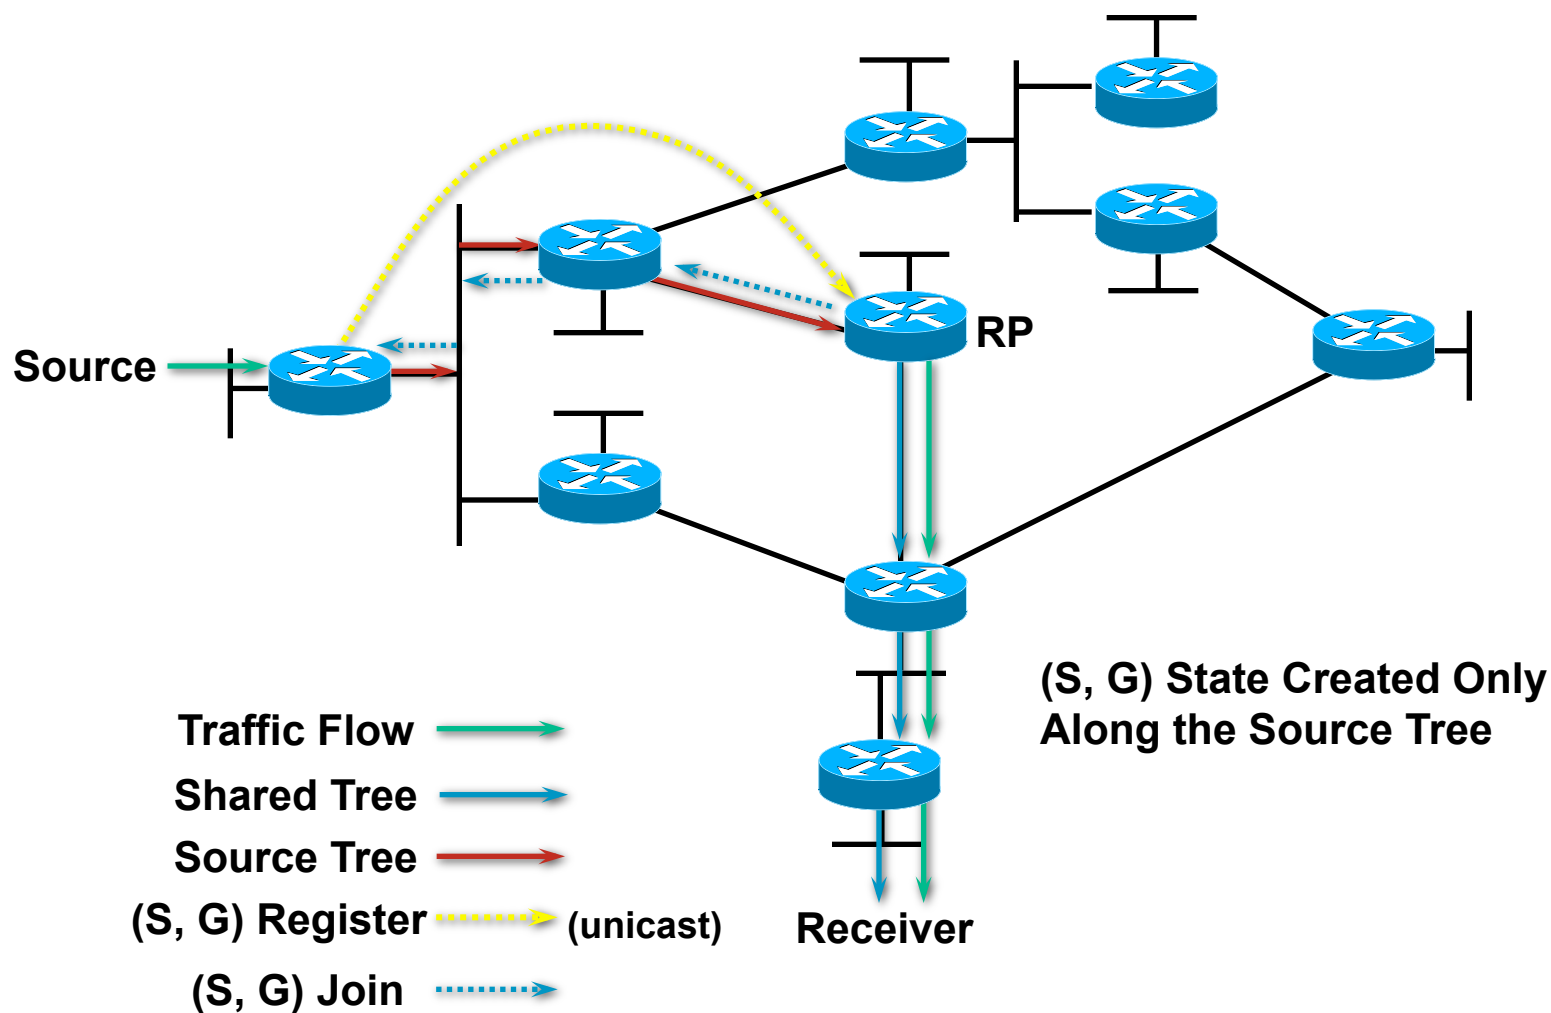 RP
Source
(S, G) State Created Only
Along the Source Tree
Traffic Flow
Shared Tree
Source Tree
(S, G) Register
(unicast)
Receiver
(S, G) Join